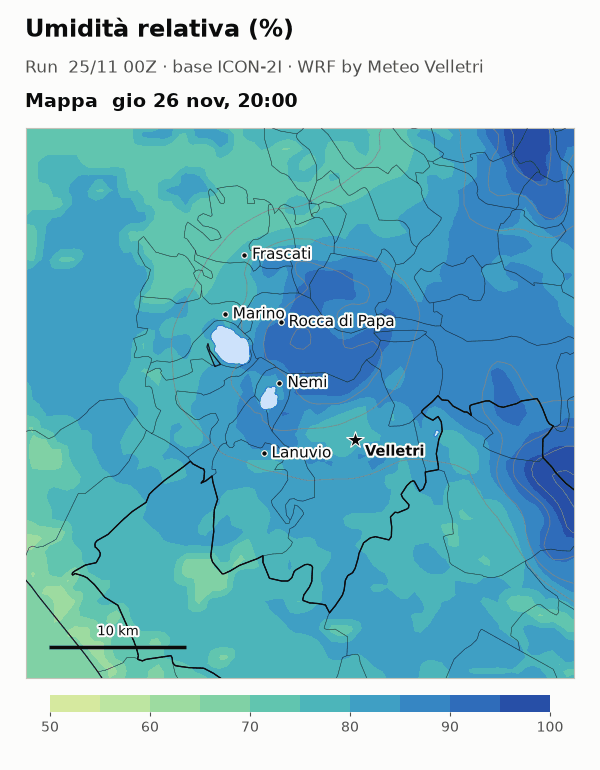 Umidità relativa (%)
Run  25/11 00Z · base ICON-2I · WRF by Meteo Velletri
Mappa  gio 26 nov, 20:00
Frascati
Marino
Rocca di Papa
Nemi
Velletri
Lanuvio
10 km
50 60 70 80 90 100